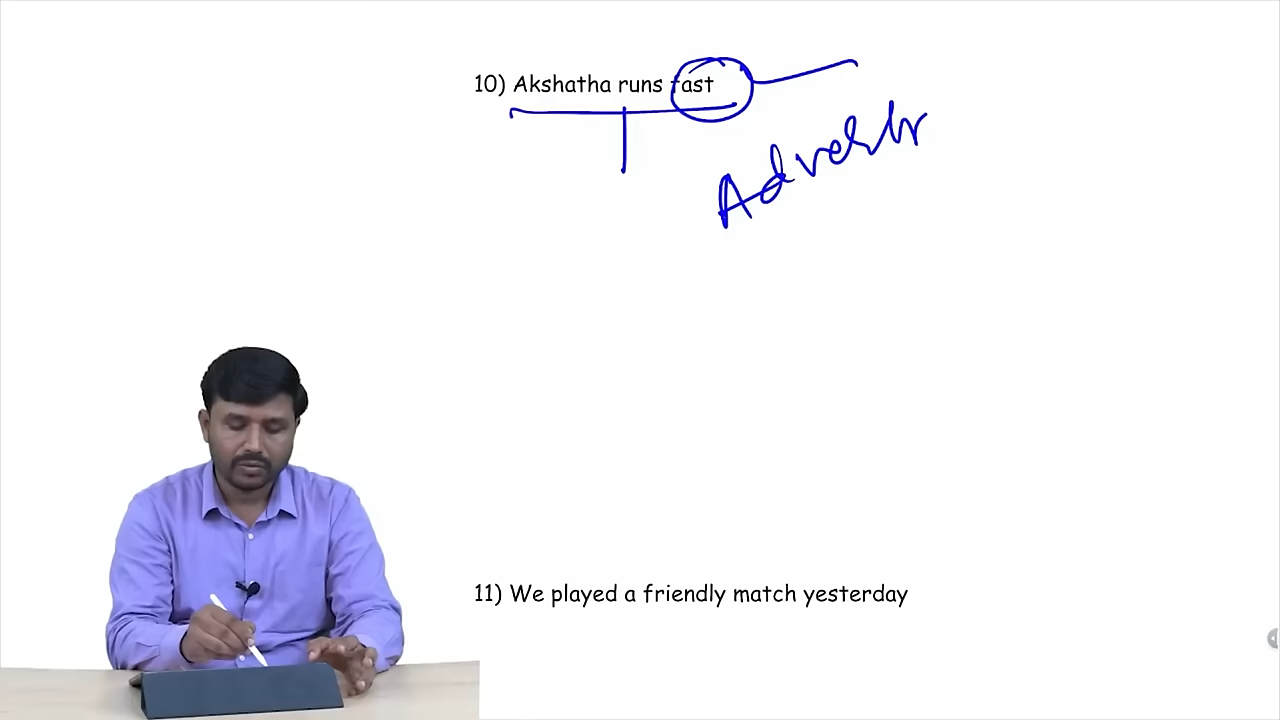 10) Akshatha runs fast
Adverb
11) We played a friendly match yesterday